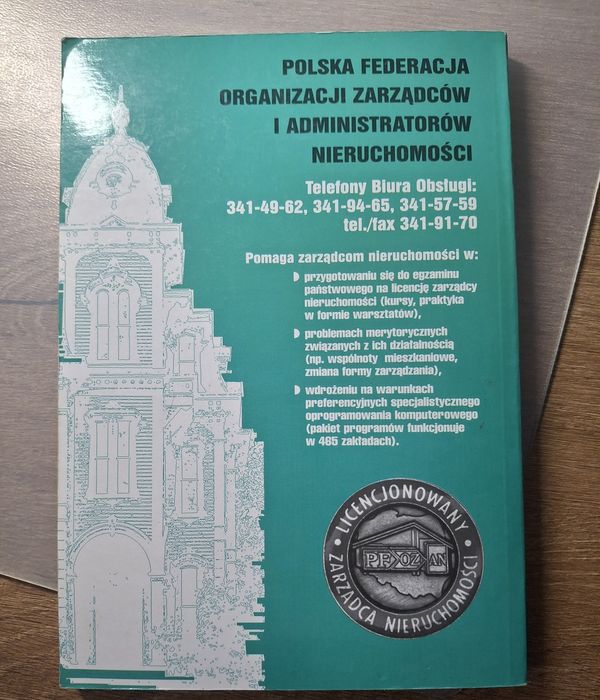 POLSKA FEDERACJA
ORGANIZACJI ZARZĄDCÓW
I ADMINISTRATORÓW
NIERUCHOMOŚCI
Telefony Biura Obsługi:
341-49-62, 341-94-65, 341-57-59
tel./fax 341-91-70
Pomaga zarządcom nieruchomości w:
przygotowaniu się do egzaminu
państwowego na licencję zarządcy
nieruchomości (kursy, praktyka
w formie warsztatów),
problemach merytorycznych
związanych z ich działalnością
(np. wspólnoty mieszkaniowe,
zmiana formy zarządzania),
wdrożeniu na warunkach
preferencyjnych specjalistycznego
oprogramowania komputerowego
(pakiet programów funkcjonuje
w 465 zakładach).
LICENCJONOWANY
PFOZAN
ZARZĄDCA NIERUCHOMOŚCI